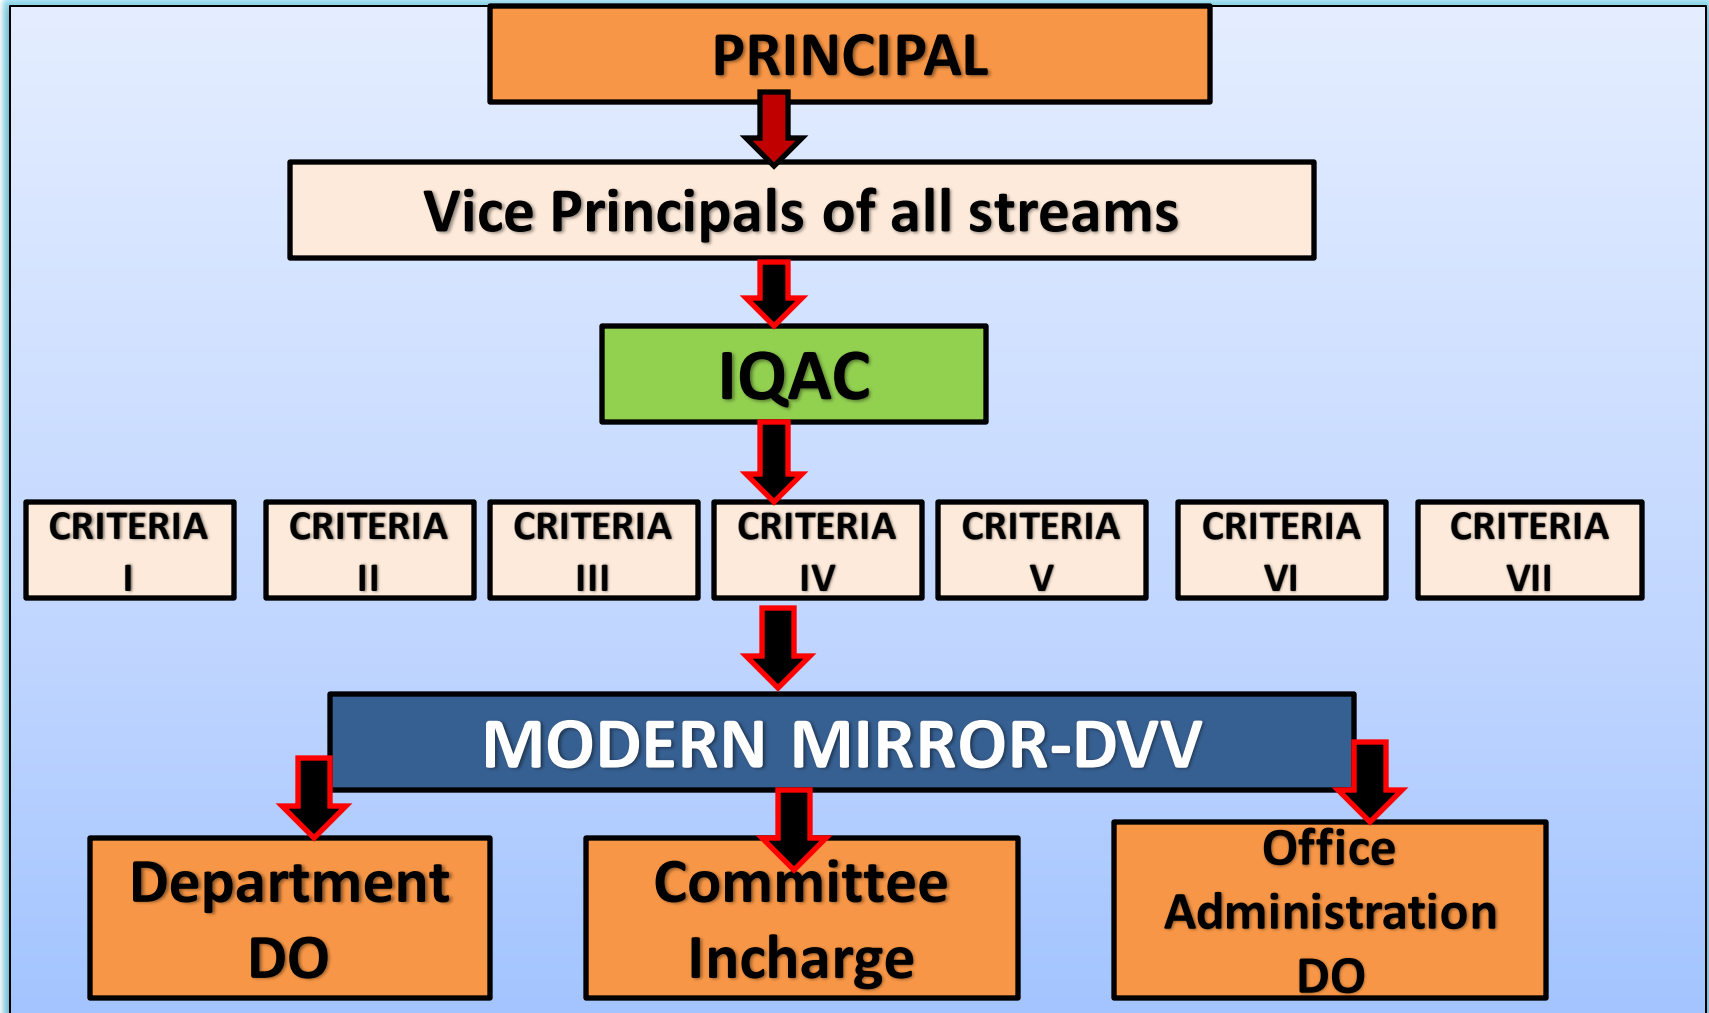 PRINCIPAL
Vice Principals of all streams
IQAC
CRITERIA
I
CRITERIA
II
CRITERIA
III
CRITERIA
IV
CRITERIA
V
CRITERIA
VI
CRITERIA
VII
MODERN MIRROR-DVV
Department
DO
Committee
Incharge
Office
Administration
DO